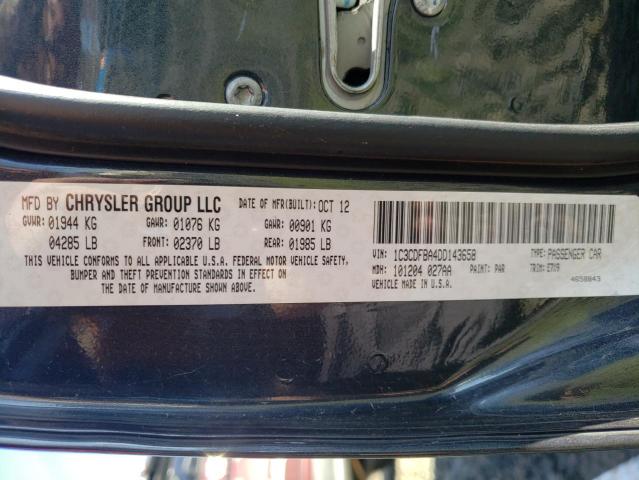 MFD BY CHRYSLER GROUP LLC DATE OF MFR(BUILT): OCT 12
GVWR: 01944 KG GAWR: 01076 KG GAWR: 00901 KG
04285 LB FRONT: 02370 LB REAR: 01985 LB
THIS VEHICLE CONFORMS TO ALL APPLICABLE U.S.A. FEDERAL MOTOR VEHICLE SAFETY,
BUMPER AND THEFT PREVENTION STANDARDS IN EFFECT ON
THE DATE OF MANUFACTURE SHOWN ABOVE.
VIN: 1C3CDFBA4DD143658 TYPE: PASSENGER CAR
MDH: 101204 027AA PAINT: PAR TRIM: E7X9
VEHICLE MADE IN U.S.A. 4658843